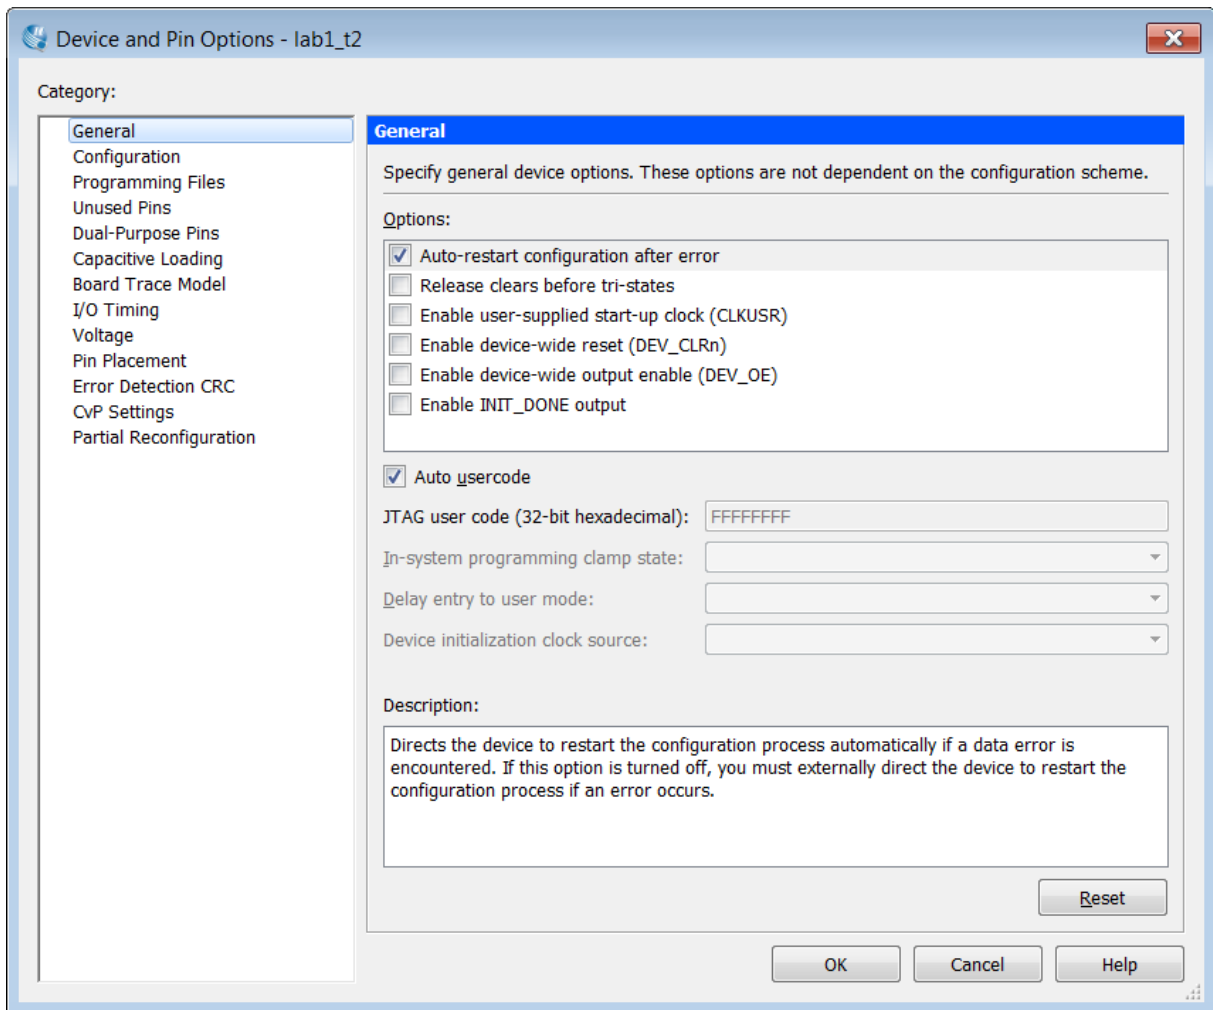 Device and Pin Options - lab1_t2
Category:
General
Configuration
Programming Files
Unused Pins
Dual-Purpose Pins
Capacitive Loading
Board Trace Model
I/O Timing
Voltage
Pin Placement
Error Detection CRC
CvP Settings
Partial Reconfiguration
General
Specify general device options. These options are not dependent on the configuration scheme.
Options:
Auto-restart configuration after error
Release clears before tri-states
Enable user-supplied start-up clock (CLKUSR)
Enable device-wide reset (DEV_CLRn)
Enable device-wide output enable (DEV_OE)
Enable INIT_DONE output
Auto usercode
JTAG user code (32-bit hexadecimal): FFFFFFFF
In-system programming clamp state:
Delay entry to user mode:
Device initialization clock source:
Description:
Directs the device to restart the configuration process automatically if a data error is
encountered. If this option is turned off, you must externally direct the device to restart the
configuration process if an error occurs.
Reset
OK Cancel Help